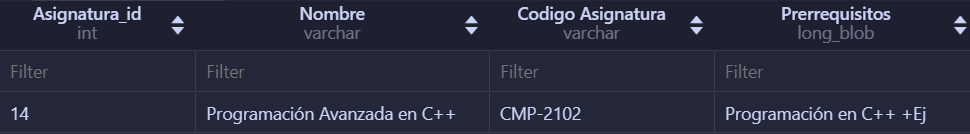 Asignatura_id Nombre Codigo Asignatura Prerrequisitos
int varchar varchar long_blob
Filter Filter Filter Filter
14 Programación Avanzada en C++ CMP-2102 Programación en C++ +Ej